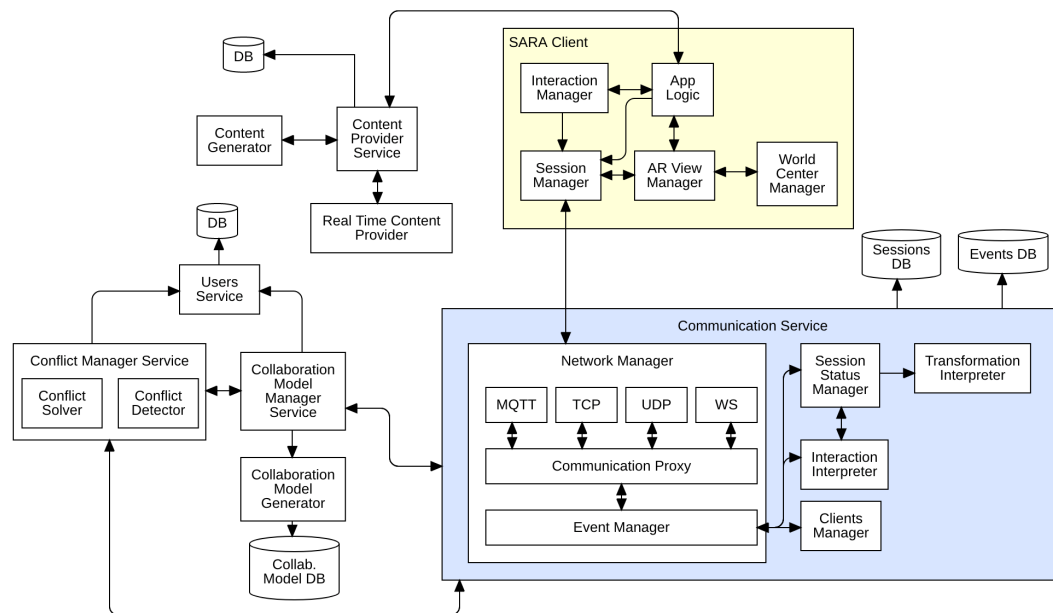 SARA Client
DB
Interaction
Manager
App
Logic
Content
Generator
Content
Provider
Service
Session
Manager
AR View
Manager
World
Center
Manager
Real Time Content
Provider
DB
Users
Service
Sessions
DB
Events DB
Communication Service
Conflict Manager Service
Conflict
Solver
Conflict
Detector
Collaboration
Model
Manager
Service
Network Manager
MQTT
TCP
UDP
WS
Communication Proxy
Event Manager
Session
Status
Manager
Transformation
Interpreter
Interaction
Interpreter
Clients
Manager
Collaboration
Model
Generator
Collab.
Model DB